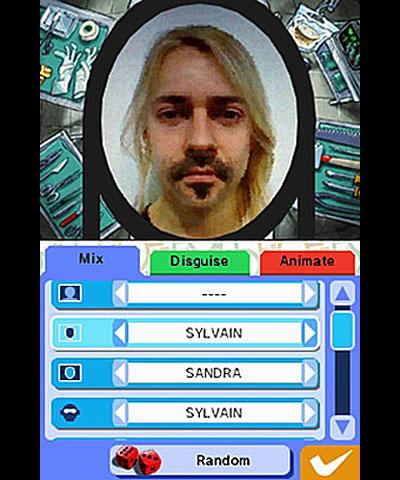 Mix
Disguise
Animate
----
SYLVAIN
SANDRA
SYLVAIN
Random